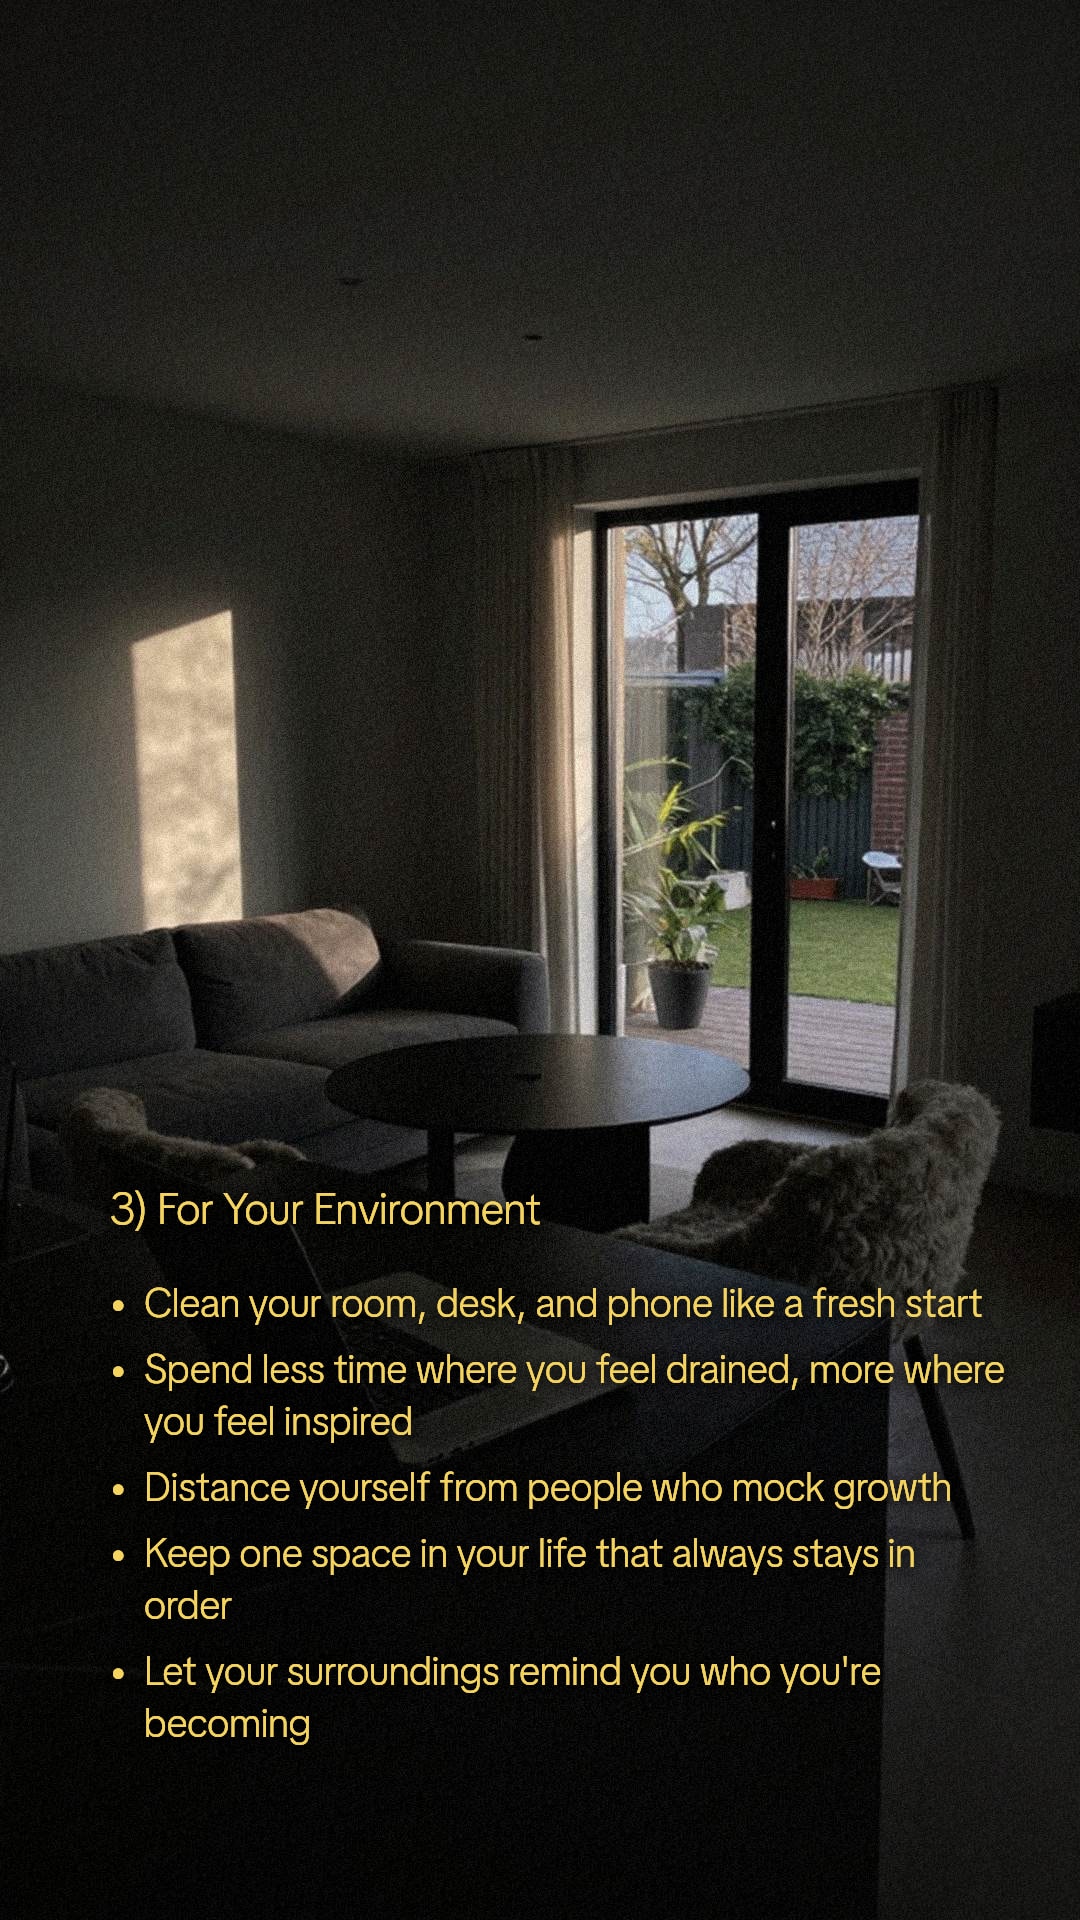 3) For Your Environment
• Clean your room, desk, and phone like a fresh start
• Spend less time where you feel drained, more where
you feel inspired
• Distance yourself from people who mock growth
• Keep one space in your life that always stays in
order
• Let your surroundings remind you who you're
becoming